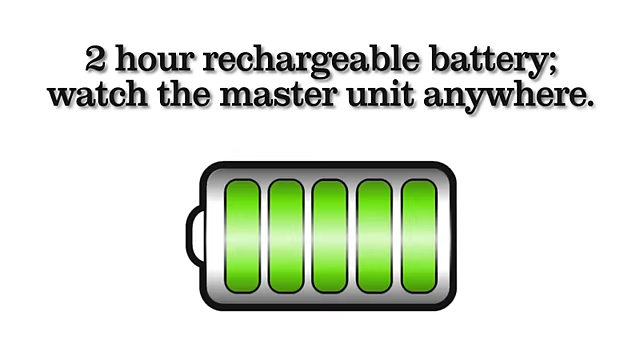 2 hour rechargeable battery;
watch the master unit anywhere.